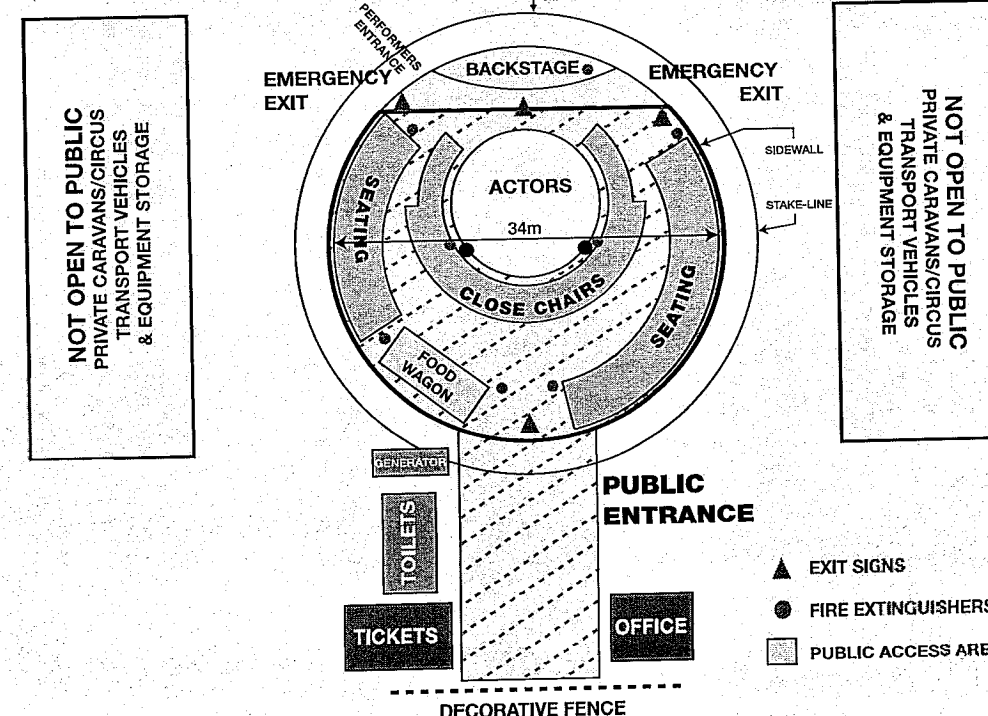 PERFORMERS
ENTRANCE
BACKSTAGE
EMERGENCY
EXIT
EMERGENCY
EXIT
NOT OPEN TO PUBLIC
PRIVATE CARAVANS/CIRCUS
TRANSPORT VEHICLES
& EQUIPMENT STORAGE
NOT OPEN TO PUBLIC
PRIVATE CARAVANS/CIRCUS
TRANSPORT VEHICLES
& EQUIPMENT STORAGE
SIDEWALL
STAKE-LINE
SEATING
ACTORS
34m
CLOSE CHAIRS
SEATING
FOOD
WAGON
GENERATOR
TOILETS
PUBLIC
ENTRANCE
TICKETS
OFFICE
EXIT SIGNS
FIRE EXTINGUISHERS
PUBLIC ACCESS ARE
DECORATIVE FENCE